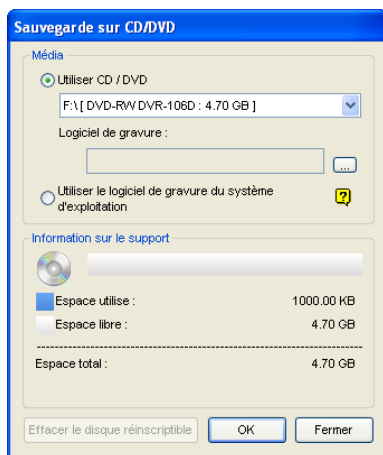 Sauvegarde sur CD/DVD
Média
Utiliser CD / DVD
F:\ [ DVD-RW DVR-106D : 4.70 GB ]
Logiciel de gravure :
...
Utiliser le logiciel de gravure du système
d'exploitation
?
Information sur le support
Espace utilise : 1000.00 KB
Espace libre : 4.70 GB
Espace total : 4.70 GB
Effacer le disque réinscriptible OK Fermer